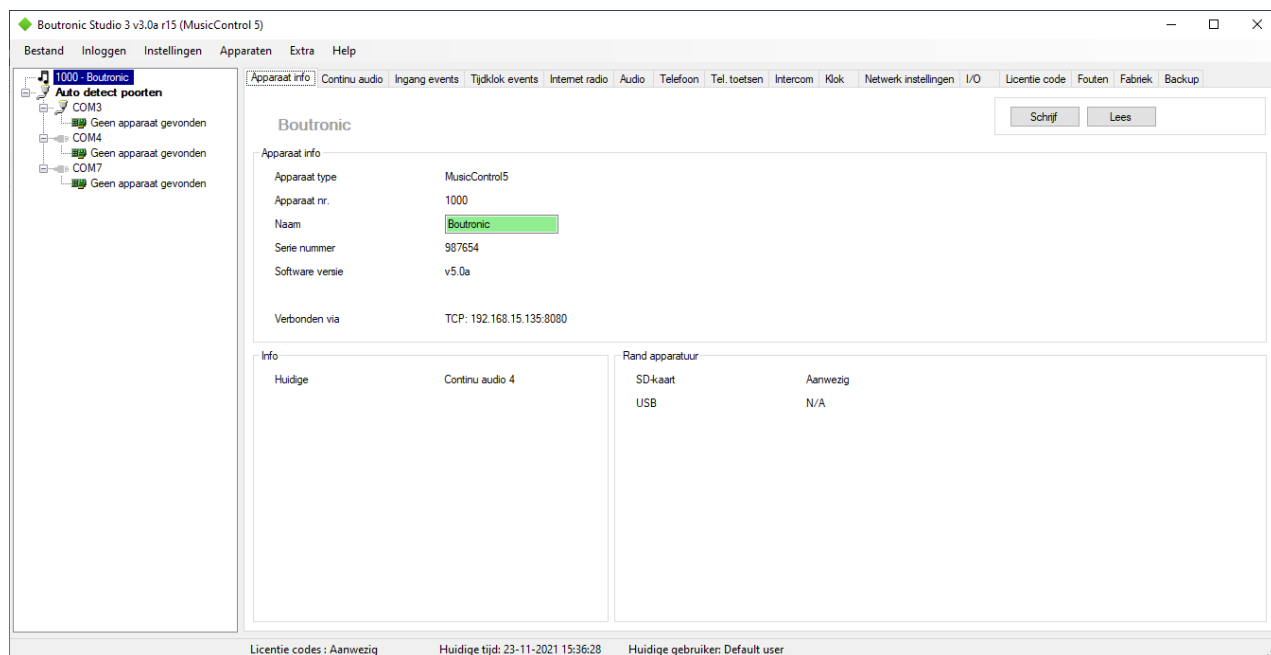 Boutronic Studio 3 v3.0a r15 (MusicControl 5)
Bestand Inloggen Instellingen Apparaten Extra Help
1000 - Boutronic
Auto detect poorten
COM3
Geen apparaat gevonden
COM4
Geen apparaat gevonden
COM7
Geen apparaat gevonden
Apparaat info Continu audio Ingang events Tijdklok events Internet radio Audio Telefoon Tel. toetsen Intercom Klok Netwerk instellingen I/O Licentie code Fouten Fabriek Backup
Boutronic
Schrijf Lees
Apparaat info
Apparaat type MusicControl5
Apparaat nr. 1000
Naam Boutronic
Serie nummer 987654
Software versie v5.0a
Verbonden via TCP: 192.168.15.135:8080
Info
Huidige Continu audio 4
Rand apparatuur
SD-kaart Aanwezig
USB N/A
Licentie codes : Aanwezig Huidige tijd: 23-11-2021 15:36:28 Huidige gebruiker: Default user